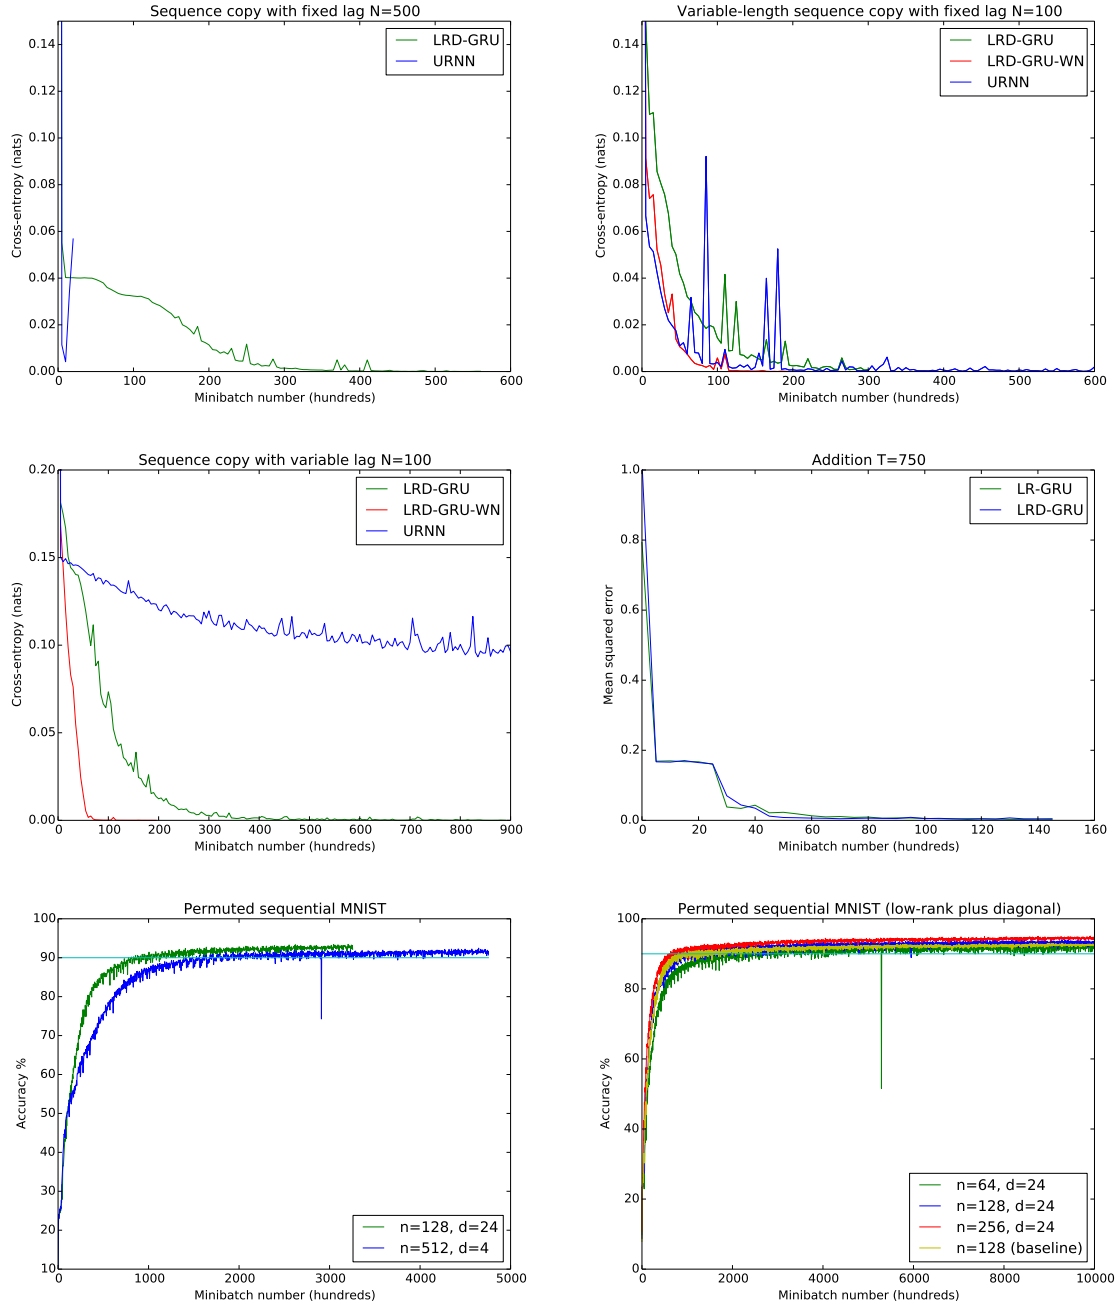 Sequence copy with fixed lag N=500
0.14
0.12
0.10
0.08
0.06
0.04
0.02
0.00
Cross-entropy (nats)
LRD-GRU
URNN
0 100 200 300 400 500 600
Minibatch number (hundreds)
Variable-length sequence copy with fixed lag N=100
0.14
0.12
0.10
0.08
0.06
0.04
0.02
0.00
Cross-entropy (nats)
LRD-GRU
LRD-GRU-WN
URNN
0 100 200 300 400 500 600
Minibatch number (hundreds)
Sequence copy with variable lag N=100
0.20
0.15
0.10
0.05
0.00
Cross-entropy (nats)
LRD-GRU
LRD-GRU-WN
URNN
0 100 200 300 400 500 600 700 800 900
Minibatch number (hundreds)
Addition T=750
1.0
0.8
0.6
0.4
0.2
0.0
Mean squared error
LR-GRU
LRD-GRU
0 20 40 60 80 100 120 140 160
Minibatch number (hundreds)
Permuted sequential MNIST
100
90
80
70
60
50
40
30
20
10
Accuracy %
n=128, d=24
n=512, d=4
0 1000 2000 3000 4000 5000
Minibatch number (hundreds)
Permuted sequential MNIST (low-rank plus diagonal)
100
80
60
40
20
0
Accuracy %
n=64, d=24
n=128, d=24
n=256, d=24
n=128 (baseline)
0 2000 4000 6000 8000 10000
Minibatch number (hundreds)